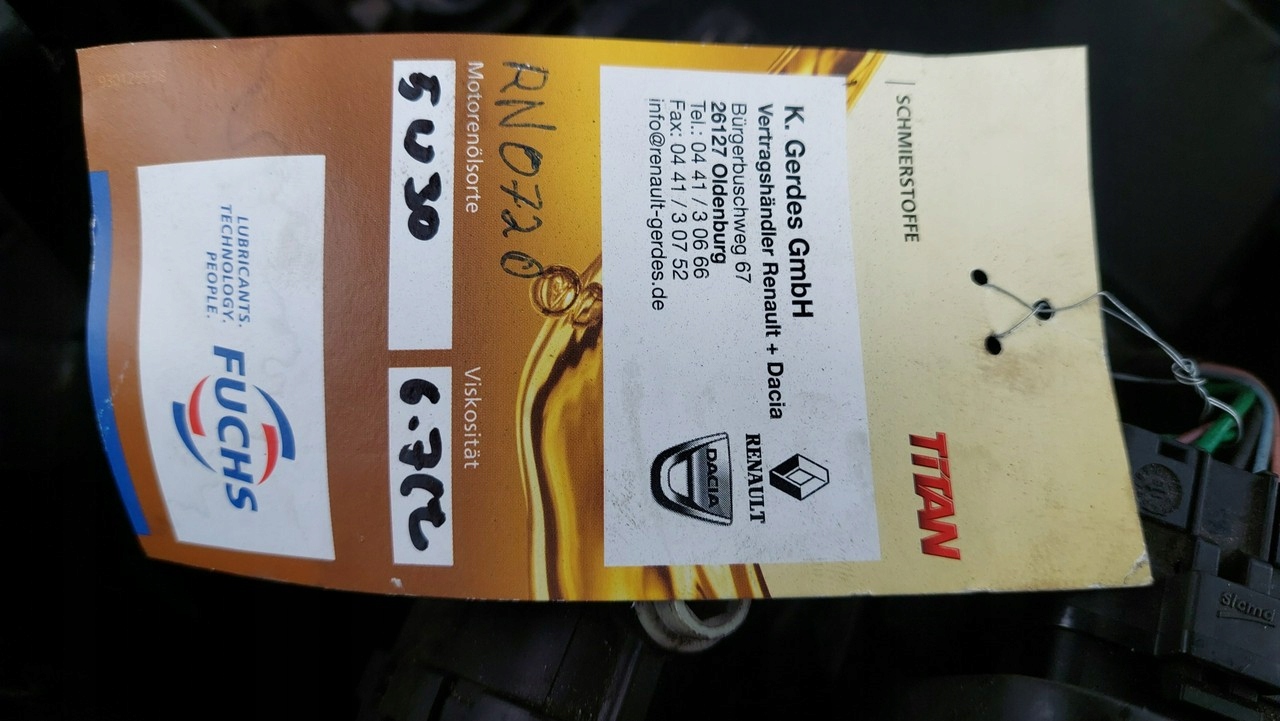 SCHMIERSTOFFE
TITAN
K. Gerdes GmbH
Vertragshändler Renault + Dacia
Bürgerbuschweg 67
26127 Oldenburg
Tel.: 04 41 / 3 06 66
Fax: 04 41 / 3 07 52
info@renault-gerdes.de
RENAULT
DACIA
RN0720
Motorenölsorte
Viskosität
5W30
LUBRICANTS.
TECHNOLOGY.
PEOPLE.
FUCHS